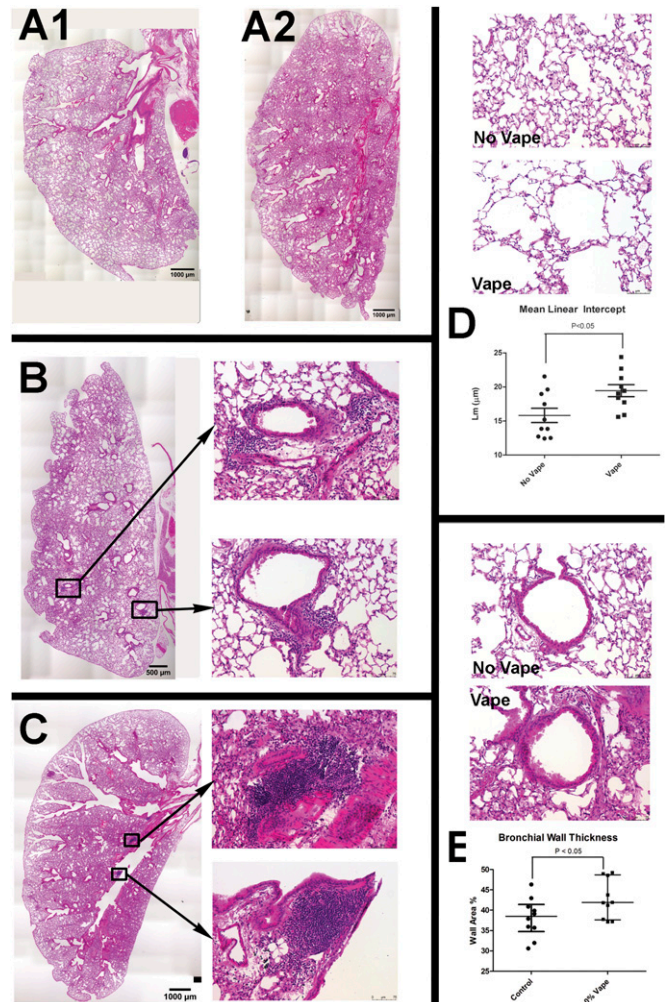 A1
A2
1000 µm
1000 µm
B
500 µm
C
1000 µm
No Vape
Vape
D
Mean Linear Intercept
P<0.05
Lm (µm)
25
20
15
10
No Vape
Vape
No Vape
Vape
E
Bronchial Wall Thickness
P < 0.05
Wall Area %
50
45
40
35
30
25
Control
0% Vape